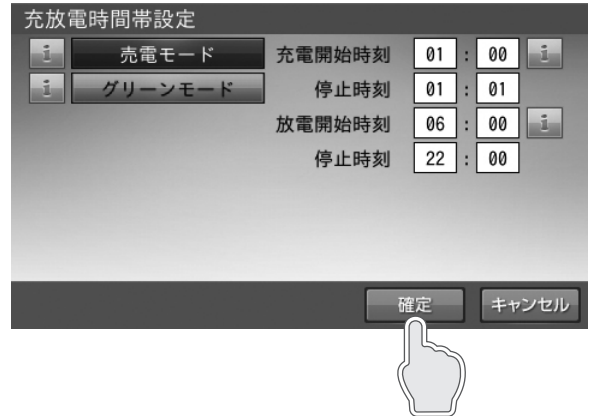 充放電時間帯設定
i 売電モード 充電開始時刻 01 : 00 i
i グリーンモード 停止時刻 01 : 01
放電開始時刻 06 : 00 i
停止時刻 22 : 00
確定 キャンセル